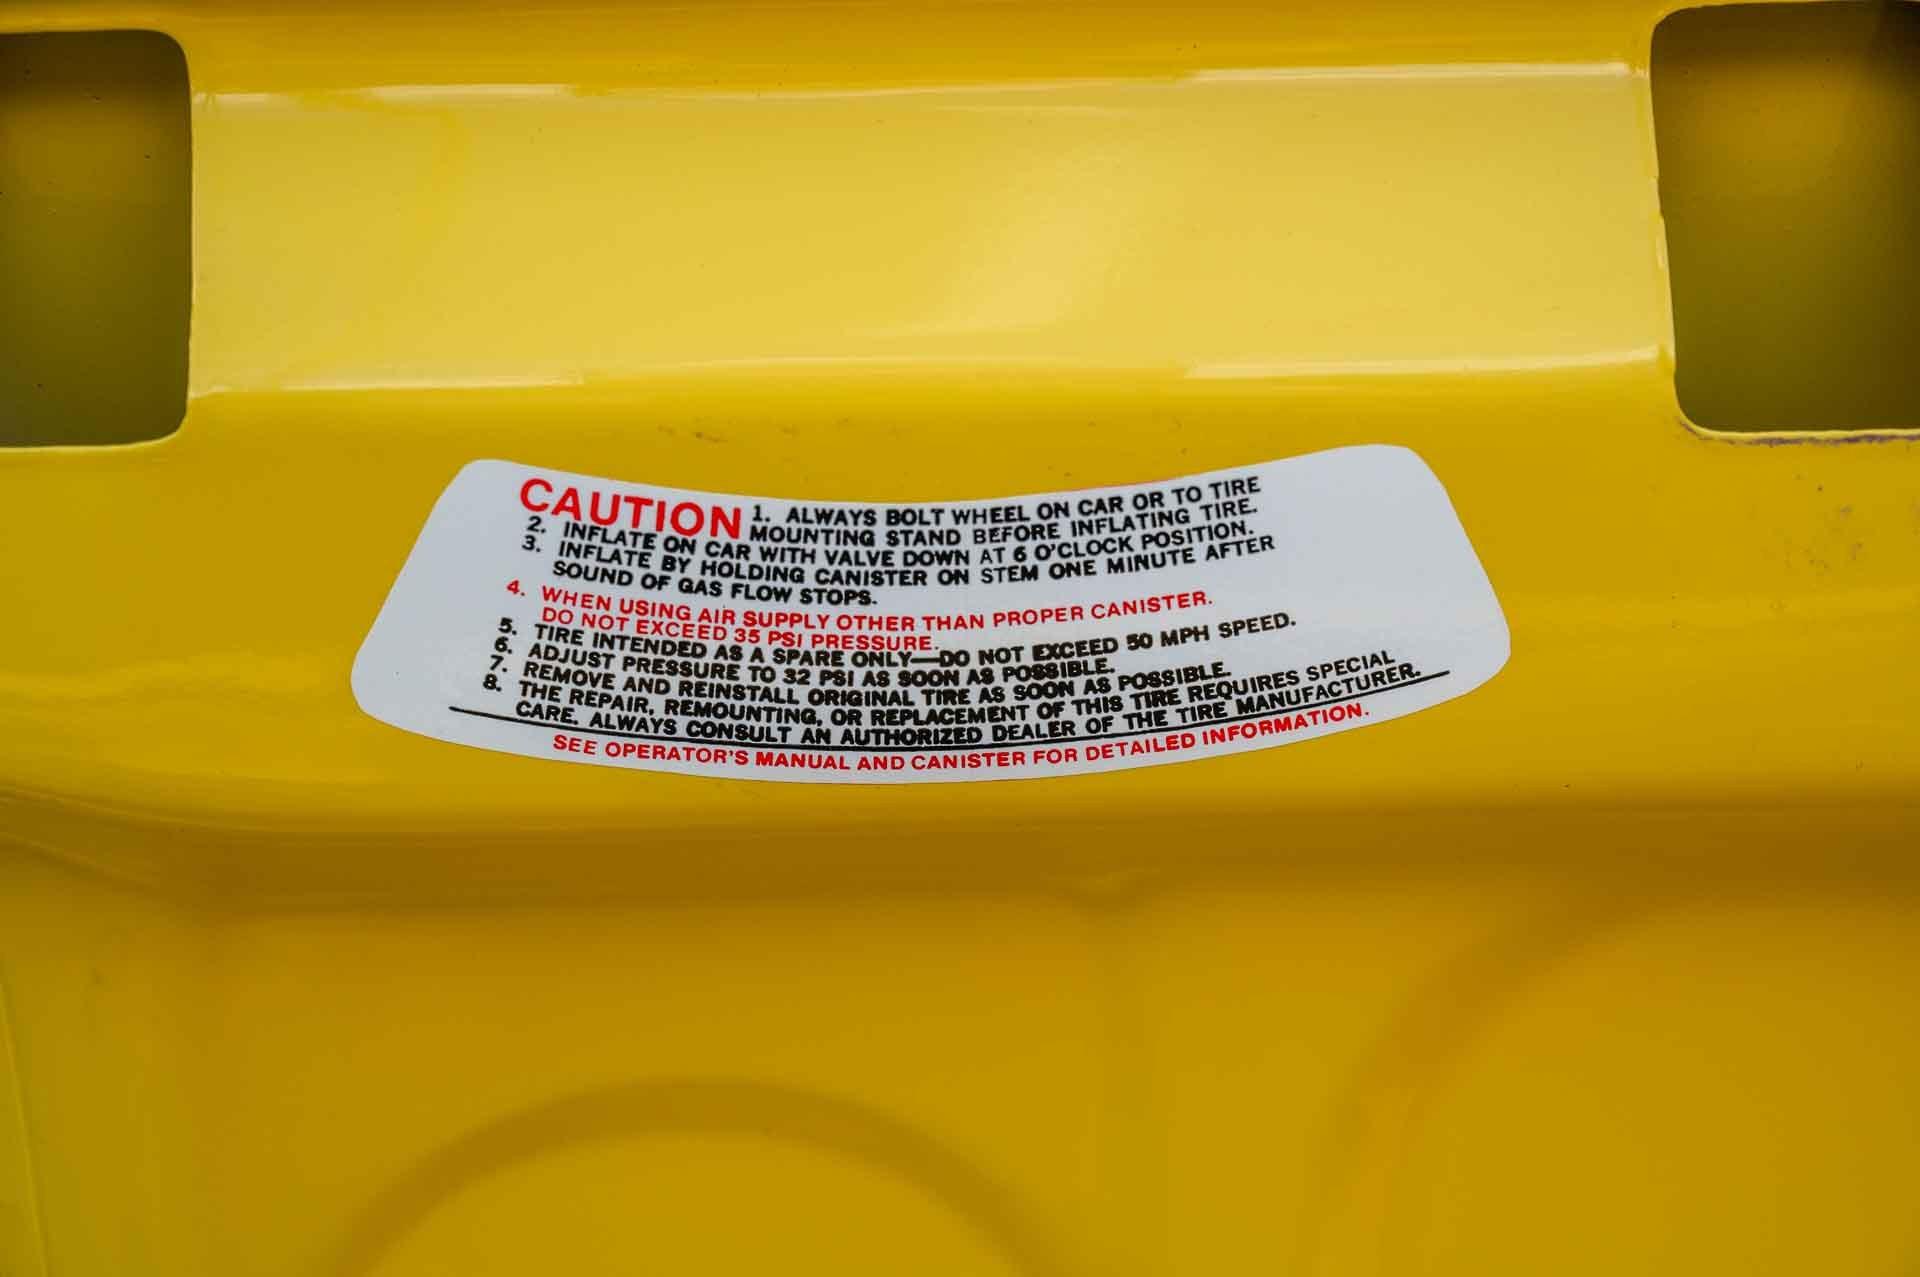 CAUTION 1. ALWAYS BOLT WHEEL ON CAR OR TO TIRE
MOUNTING STAND BEFORE INFLATING TIRE.
2. INFLATE ON CAR WITH VALVE DOWN AT 6 O'CLOCK POSITION.
3. INFLATE BY HOLDING CANISTER ON STEM ONE MINUTE AFTER
SOUND OF GAS FLOW STOPS.
4. WHEN USING AIR SUPPLY OTHER THAN PROPER CANISTER.
DO NOT EXCEED 35 PSI PRESSURE.
5. TIRE INTENDED AS A SPARE ONLY—DO NOT EXCEED 50 MPH SPEED.
6. ADJUST PRESSURE TO 32 PSI AS SOON AS POSSIBLE.
7. REMOVE AND REINSTALL ORIGINAL TIRE AS SOON AS POSSIBLE.
8. THE REPAIR, REMOUNTING, OR REPLACEMENT OF THIS TIRE REQUIRES SPECIAL
CARE. ALWAYS CONSULT AN AUTHORIZED DEALER OF THE TIRE MANUFACTURER.
SEE OPERATOR'S MANUAL AND CANISTER FOR DETAILED INFORMATION.